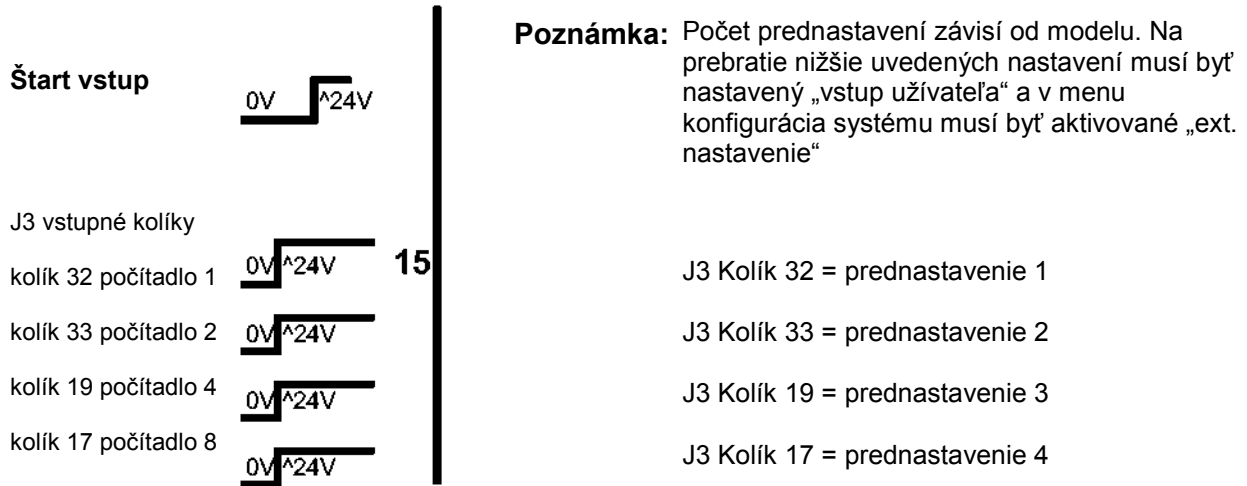 Štart vstup
0V ^24V
J3 vstupné kolíky
kolík 32 počítadlo 1
0V ^24V
15
kolík 33 počítadlo 2
0V ^24V
kolík 19 počítadlo 4
0V ^24V
kolík 17 počítadlo 8
0V ^24V
Poznámka: Počet prednastavení závisí od modelu. Na
prebratie nižšie uvedených nastavení musí byť
nastavený „vstup užívateľa“ a v menu
konfigurácia systému musí byť aktivované „ext.
nastavenie“
J3 Kolík 32 = prednastavenie 1
J3 Kolík 33 = prednastavenie 2
J3 Kolík 19 = prednastavenie 3
J3 Kolík 17 = prednastavenie 4